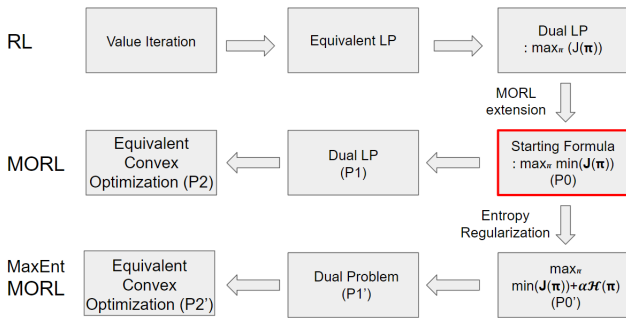 RL
Value Iteration
Equivalent LP
Dual LP
: maxπ (J(π))
MORL
extension
MORL
Equivalent
Convex
Optimization (P2)
Dual LP
(P1)
Starting Formula
: maxπ min(J(π))
(P0)
Entropy
Regularization
MaxEnt
MORL
Equivalent
Convex
Optimization (P2')
Dual Problem
(P1')
maxπ
min(J(π))+αℋ(π)
(P0')